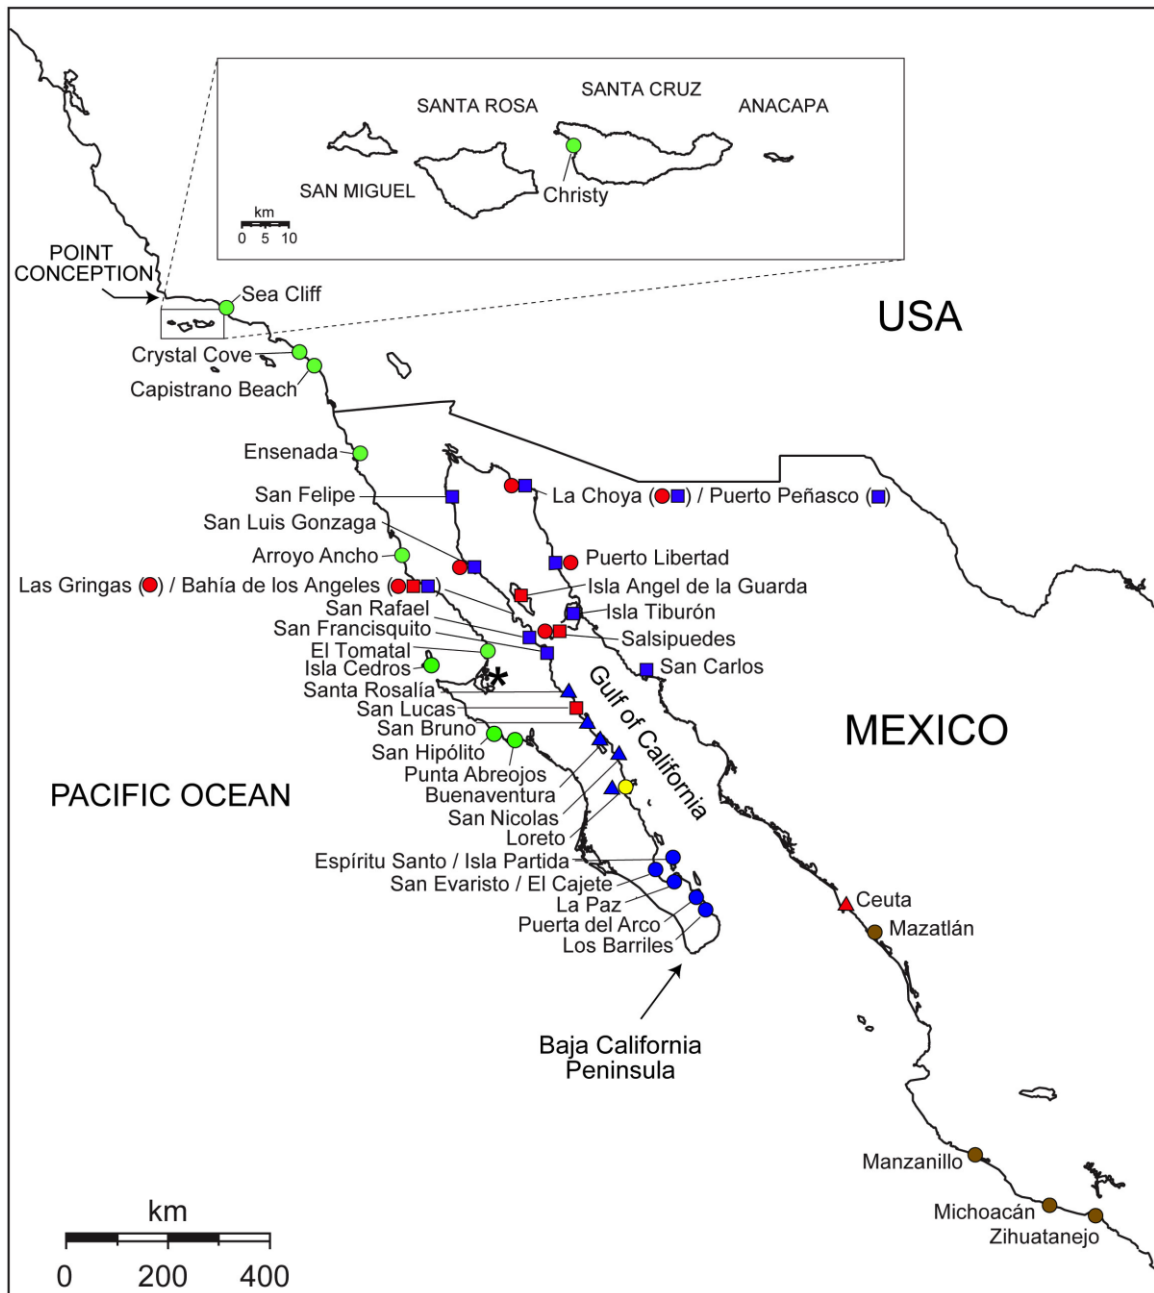 SANTA CRUZ
SANTA ROSA
ANACAPA
SAN MIGUEL
Christy
km
0 5 10
POINT
CONCEPTION
Sea Cliff
USA
Crystal Cove
Capistrano Beach
Ensenada
San Felipe
La Choya ( ) / Puerto Peñasco ( )
San Luis Gonzaga
Arroyo Ancho
Puerto Libertad
Las Gringas ( ) / Bahía de los Angeles ( )
Isla Angel de la Guarda
San Rafael
Isla Tiburón
San Francisquito
Salsipuedes
El Tomatal
Isla Cedros
San Carlos
*
Santa Rosalía
San Lucas
San Bruno
San Hipólito
Punta Abreojos
Buenaventura
San Nicolas
Loreto
Gulf of California
MEXICO
PACIFIC OCEAN
Espíritu Santo / Isla Partida
San Evaristo / El Cajete
La Paz
Puerta del Arco
Los Barriles
Ceuta
Mazatlán
Baja California
Peninsula
Manzanillo
Michoacán
Zihuatanejo
km
0 200 400